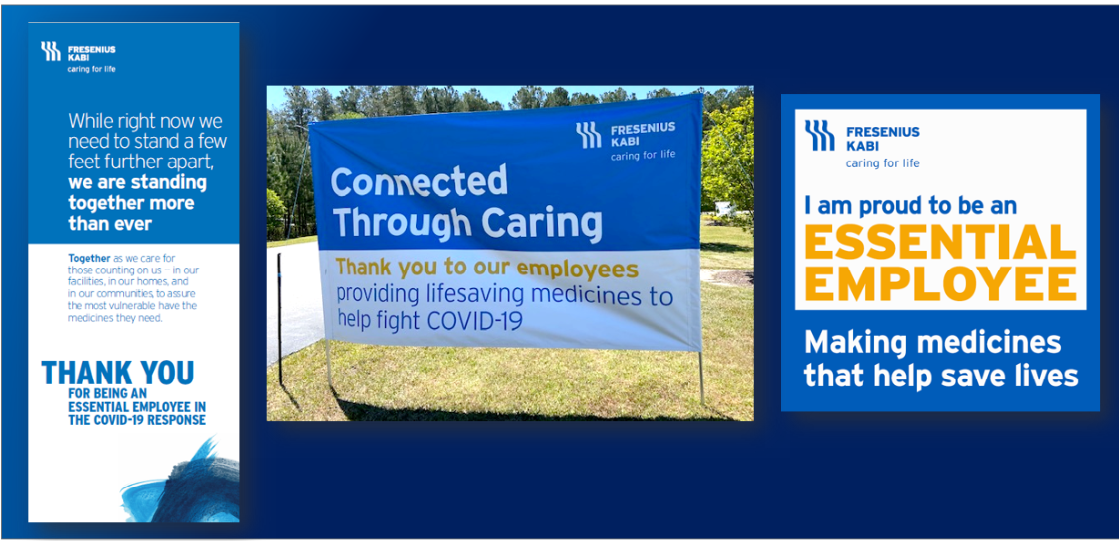 FRESENIUS
KABI
caring for life
While right now we
need to stand a few
feet further apart,
we are standing
together more
than ever
Together as we care for
those counting on us – in our
facilities, in our homes, and
in our communities, to assure
the most vulnerable have the
medicines they need.
THANK YOU
FOR BEING AN
ESSENTIAL EMPLOYEE IN
THE COVID-19 RESPONSE
FRESENIUS
KABI
caring for life
Connected
Through Caring
Thank you to our employees
providing lifesaving medicines to
help fight COVID-19
FRESENIUS
KABI
caring for life
I am proud to be an
ESSENTIAL
EMPLOYEE
Making medicines
that help save lives